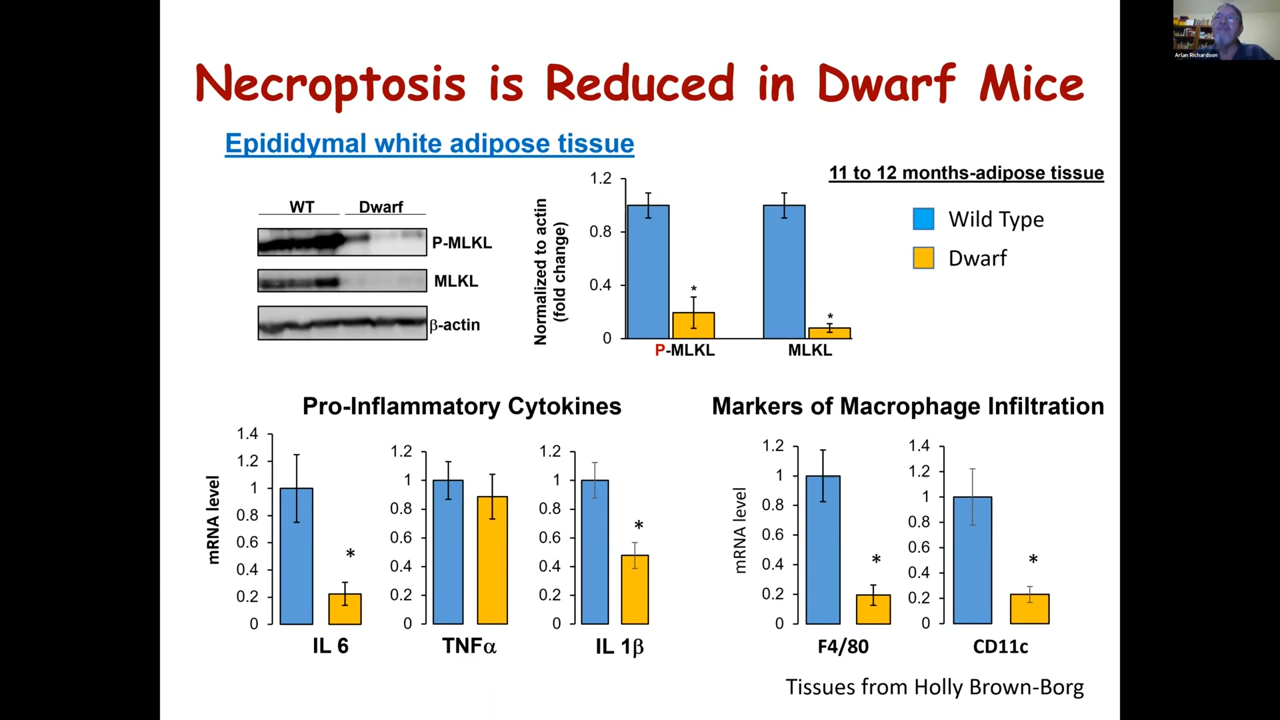 Necroptosis is Reduced in Dwarf Mice
Arlan Richardson
Epididymal white adipose tissue
11 to 12 months-adipose tissue
WT Dwarf
P-MLKL
MLKL
β-actin
Normalized to actin
(fold change)
1.2
0.8
0.4
0
P-MLKL
MLKL
*
*
Wild Type
Dwarf
Pro-Inflammatory Cytokines
mRNA level
1.4
1.2
1
0.8
0.6
0.4
0.2
0
*
IL 6
1.2
1
0.8
0.6
0.4
0.2
0
TNFα
1.2
1
0.8
0.6
0.4
0.2
0
*
IL 1β
Markers of Macrophage Infiltration
mRNA level
1.2
1
0.8
0.6
0.4
0.2
0
*
F4/80
1.4
1.2
1
0.8
0.6
0.4
0.2
0
*
CD11c
Tissues from Holly Brown-Borg